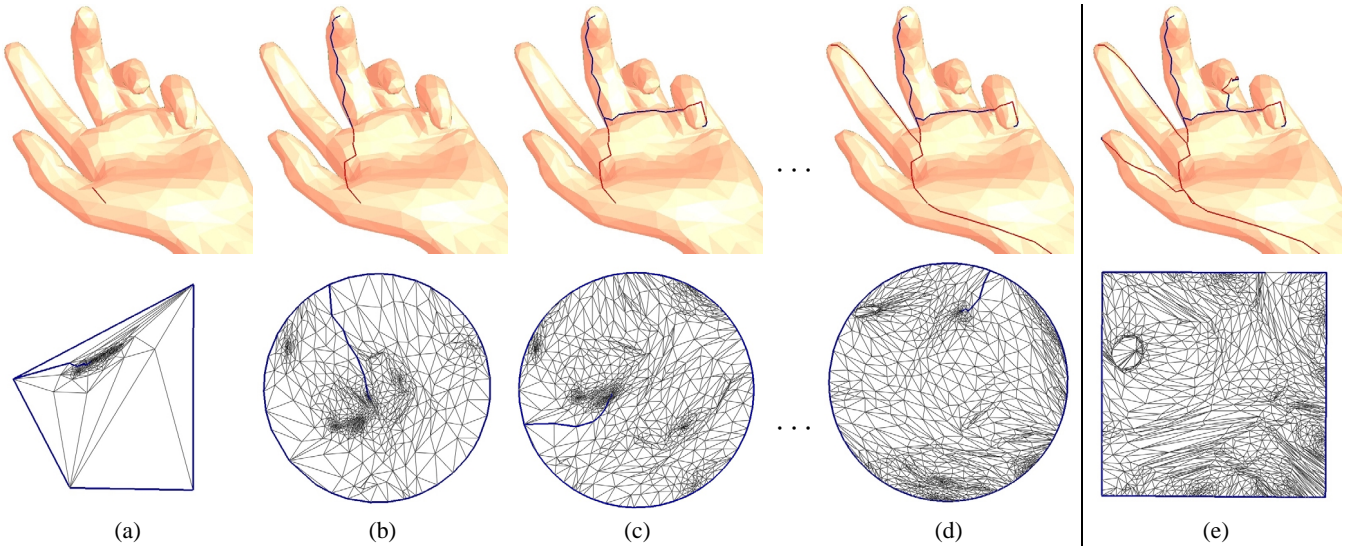 . . .
. . .
(a) (b) (c) (d) (e)